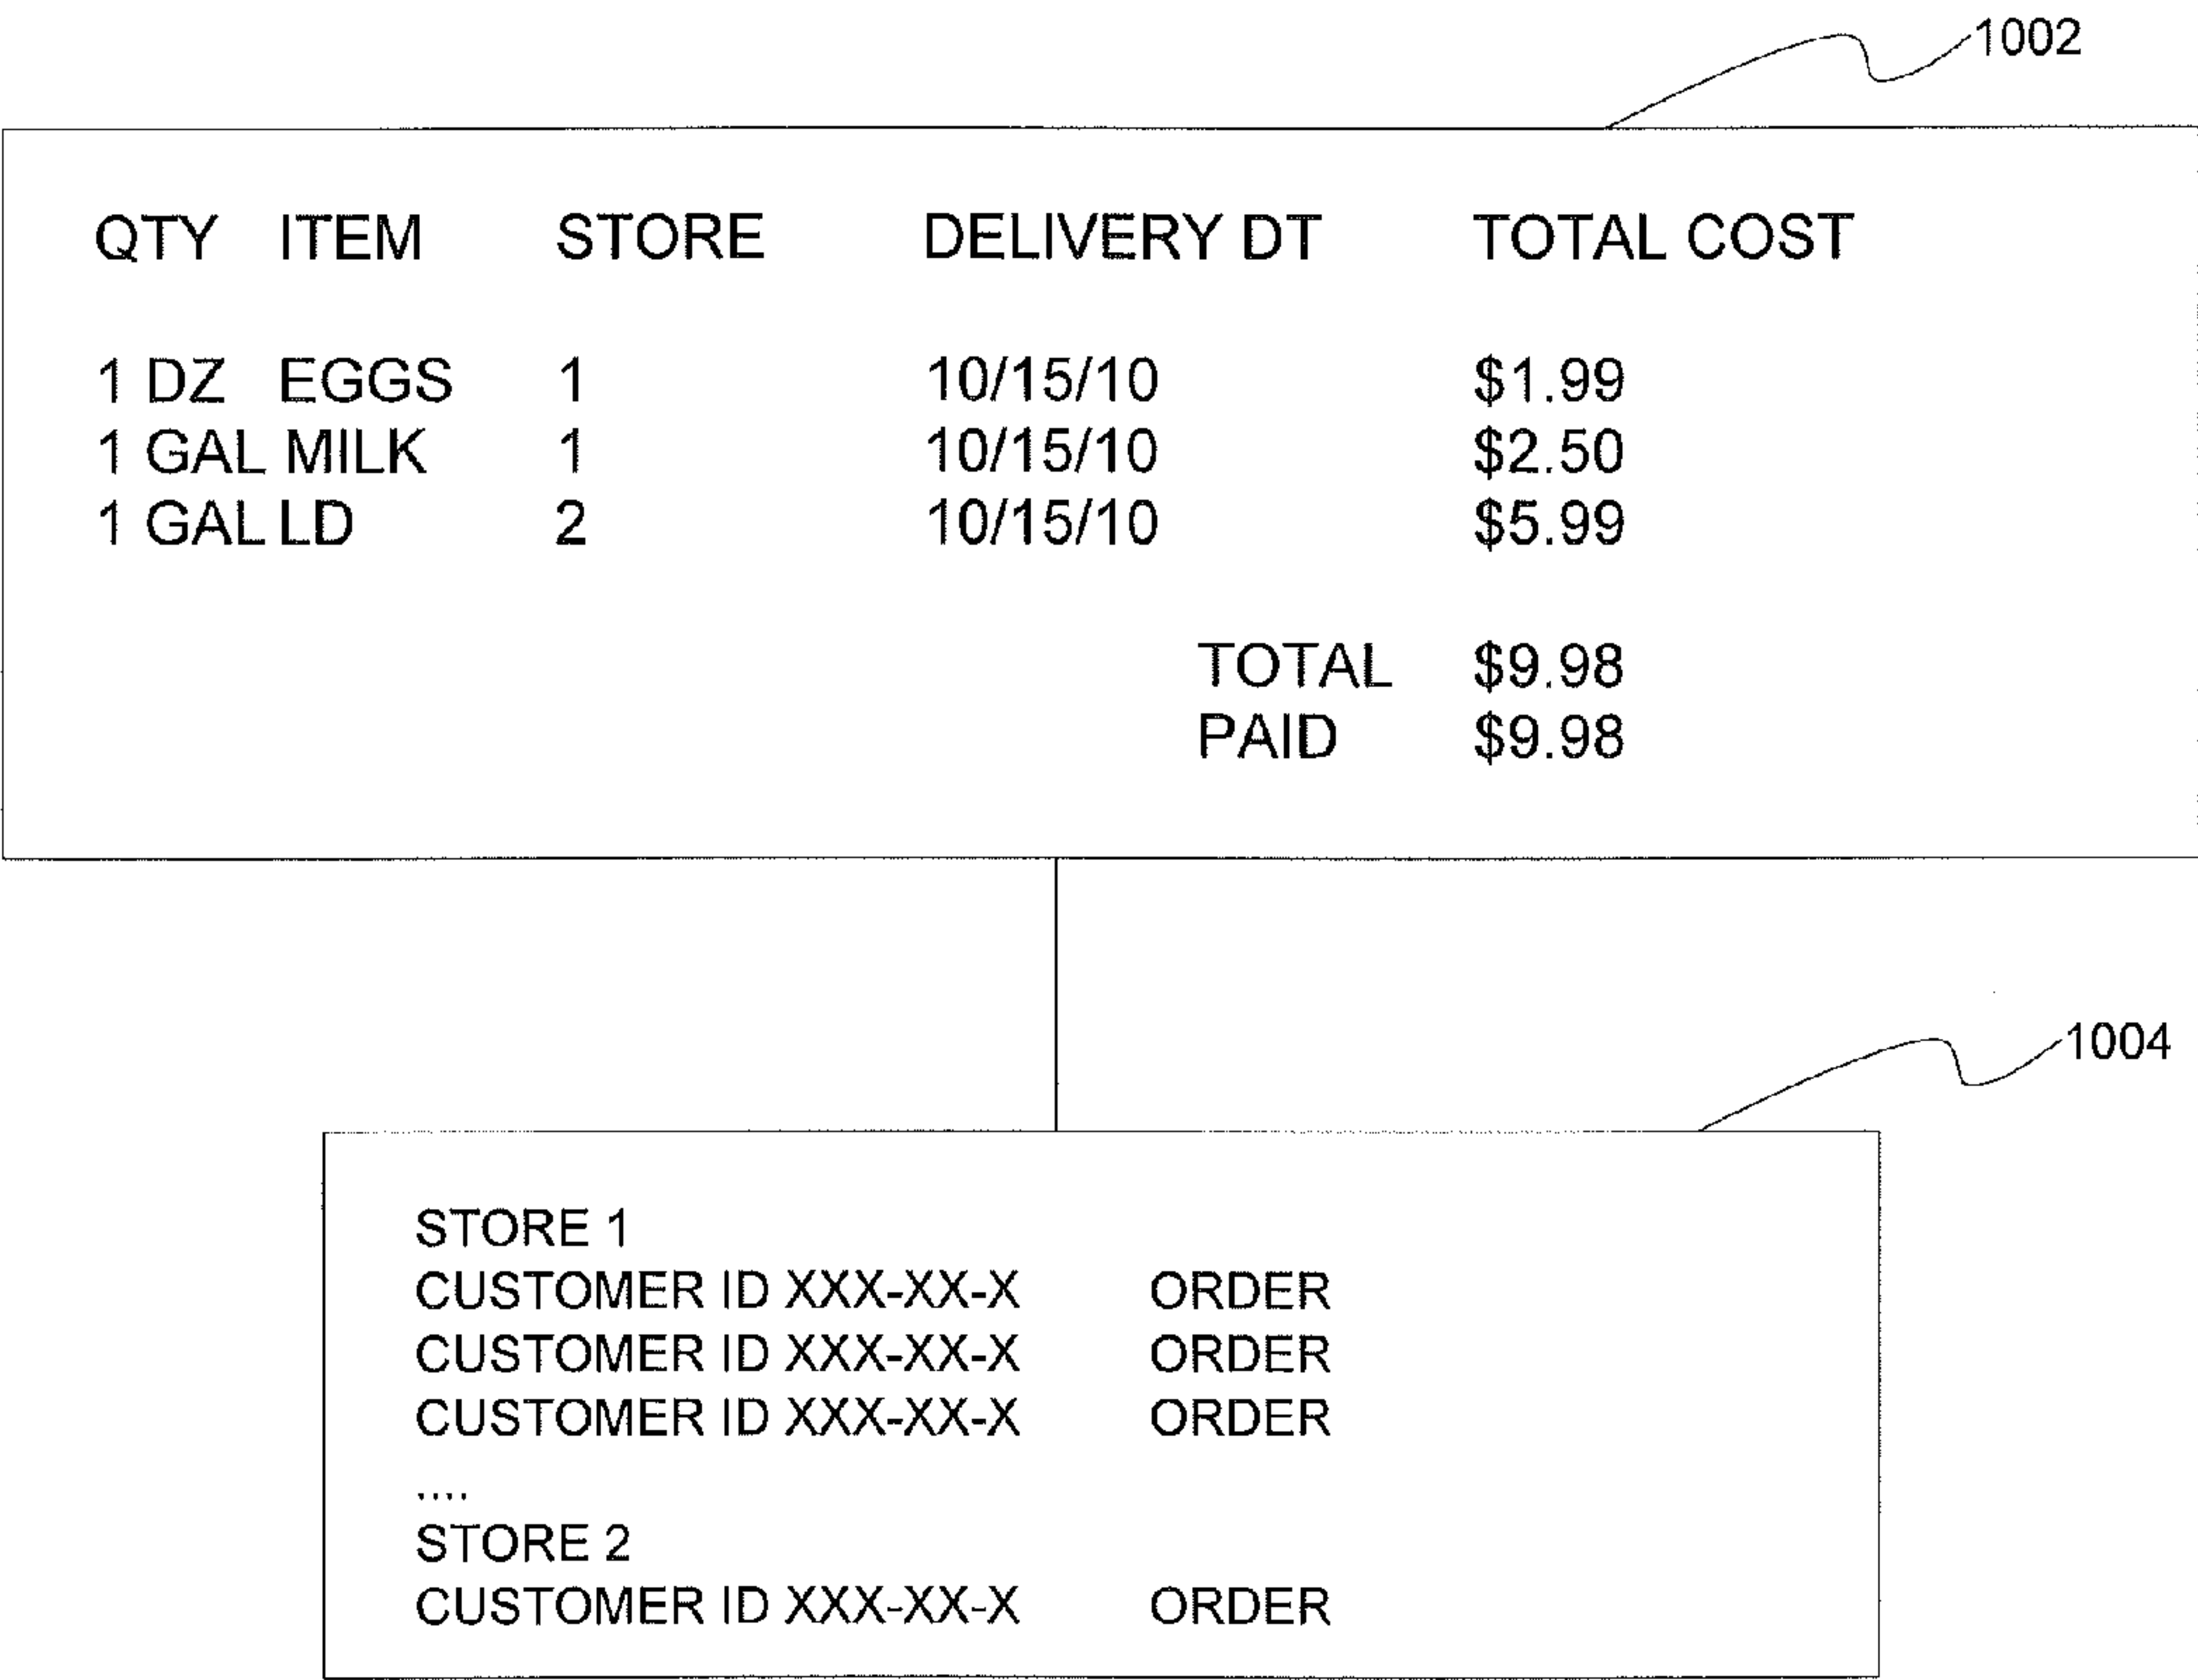 1002
QTY ITEM STORE DELIVERY DT TOTAL COST
1 DZ EGGS 1 10/15/10 $1.99
1 GAL MILK 1 10/15/10 $2.50
1 GAL LD 2 10/15/10 $5.99
TOTAL $9.98
PAID $9.98
1004
STORE 1
CUSTOMER ID XXX-XX-X ORDER
CUSTOMER ID XXX-XX-X ORDER
CUSTOMER ID XXX-XX-X ORDER
....
STORE 2
CUSTOMER ID XXX-XX-X ORDER